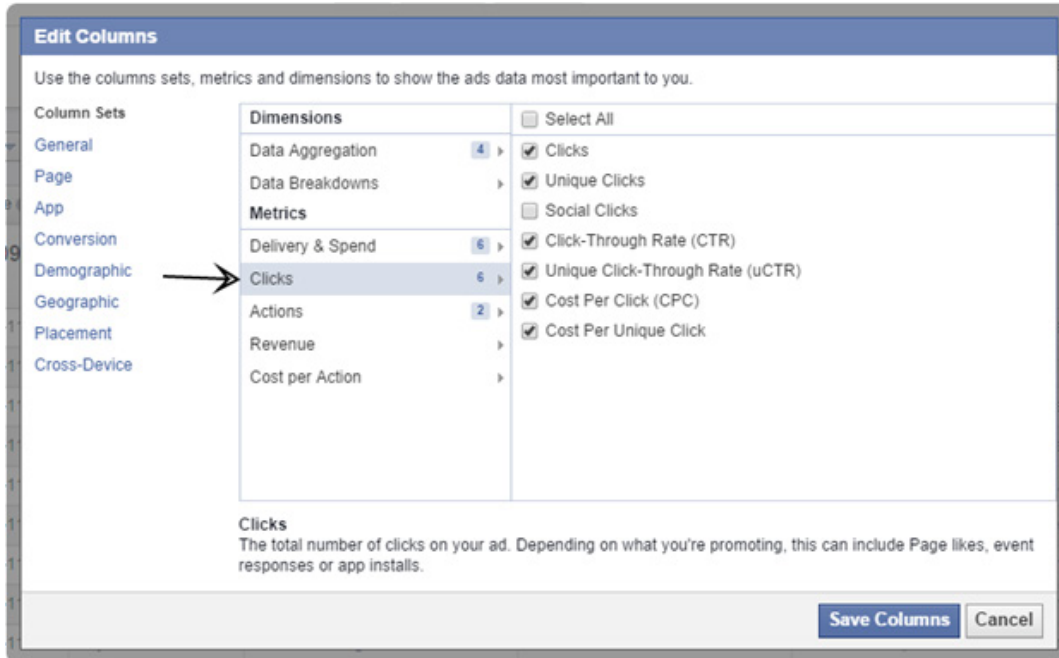 Edit Columns
Use the columns sets, metrics and dimensions to show the ads data most important to you.
Column Sets
General
Page
App
Conversion
Demographic
Geographic
Placement
Cross-Device
Dimensions
Data Aggregation 4
Data Breakdowns
Metrics
Delivery & Spend 6
Clicks 6
Actions 2
Revenue
Cost per Action
Select All
Clicks
Unique Clicks
Social Clicks
Click-Through Rate (CTR)
Unique Click-Through Rate (uCTR)
Cost Per Click (CPC)
Cost Per Unique Click
Clicks
The total number of clicks on your ad. Depending on what you're promoting, this can include Page likes, event
responses or app installs.
Save Columns
Cancel